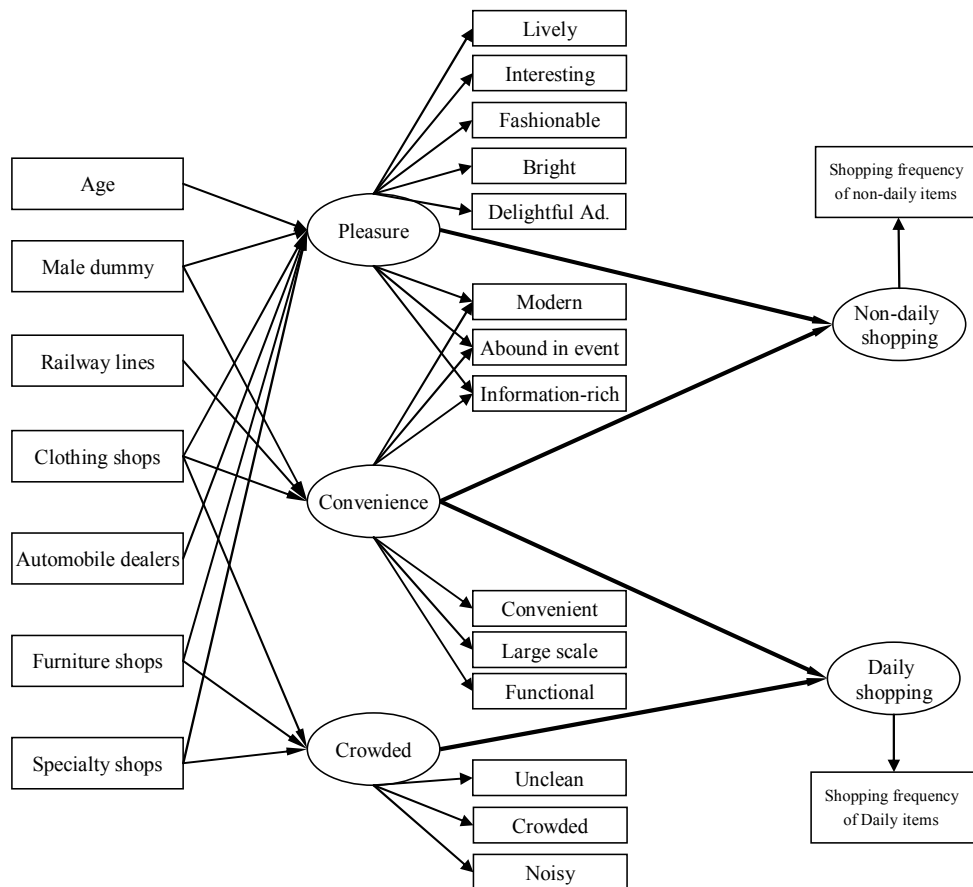 Age
Male dummy
Railway lines
Clothing shops
Automobile dealers
Furniture shops
Specialty shops
Pleasure
Convenience
Crowded
Lively
Interesting
Fashionable
Bright
Delightful Ad.
Modern
Abound in event
Information-rich
Convenient
Large scale
Functional
Unclean
Crowded
Noisy
Shopping frequency
of non-daily items
Non-daily
shopping
Daily
shopping
Shopping frequency
of Daily items